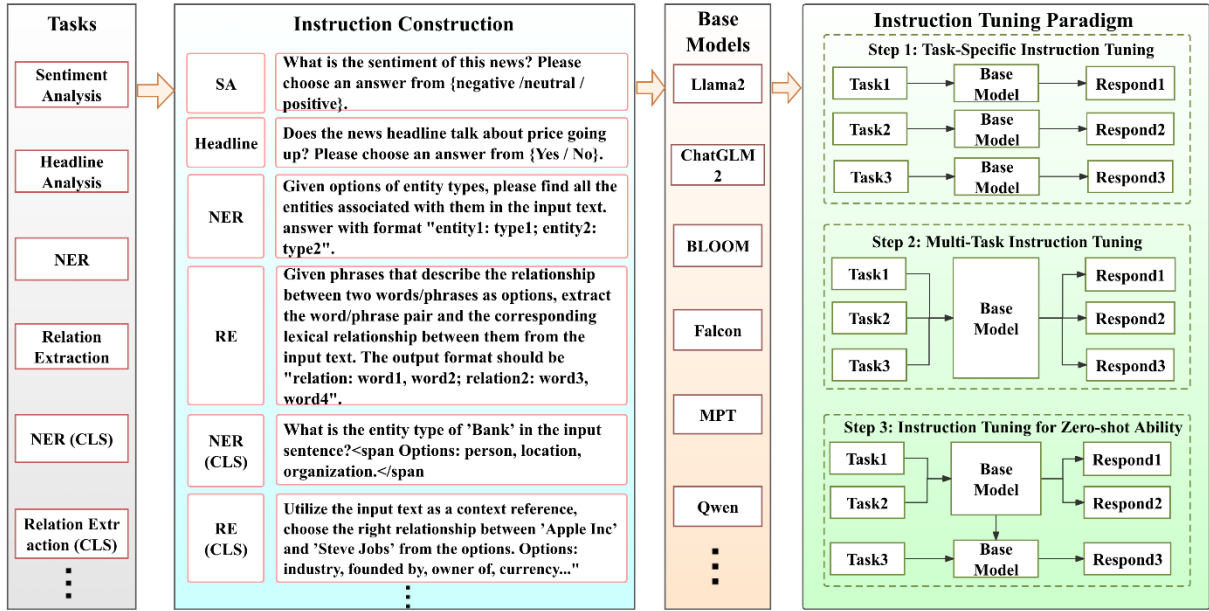 Tasks
Sentiment
Analysis
Headline
Analysis
NER
Relation
Extraction
NER (CLS)
Relation Extr
action (CLS)
Instruction Construction
SA
What is the sentiment of this news? Please
choose an answer from {negative /neutral /
positive}.
Headline
Does the news headline talk about price going
up? Please choose an answer from {Yes / No}.
NER
Given options of entity types, please find all the
entities associated with them in the input text.
answer with format "entity1: type1; entity2:
type2".
RE
Given phrases that describe the relationship
between two words/phrases as options, extract
the word/phrase pair and the corresponding
lexical relationship between them from the
input text. The output format should be
"relation: word1, word2; relation2: word3,
word4".
NER
(CLS)
What is the entity type of 'Bank' in the input
sentence?<span Options: person, location,
organization.</span
RE
(CLS)
Utilize the input text as a context reference,
choose the right relationship between 'Apple Inc'
and 'Steve Jobs' from the options. Options:
industry, founded by, owner of, currency..."
Base
Models
Llama2
ChatGLM
2
BLOOM
Falcon
MPT
Qwen
Instruction Tuning Paradigm
Step 1: Task-Specific Instruction Tuning
Task1
Base
Model
Respond1
Task2
Base
Model
Respond2
Task3
Base
Model
Respond3
Step 2: Multi-Task Instruction Tuning
Task1
Task2
Task3
Base
Model
Respond1
Respond2
Respond3
Step 3: Instruction Tuning for Zero-shot Ability
Task1
Task2
Base
Model
Respond1
Respond2
Task3
Base
Model
Respond3